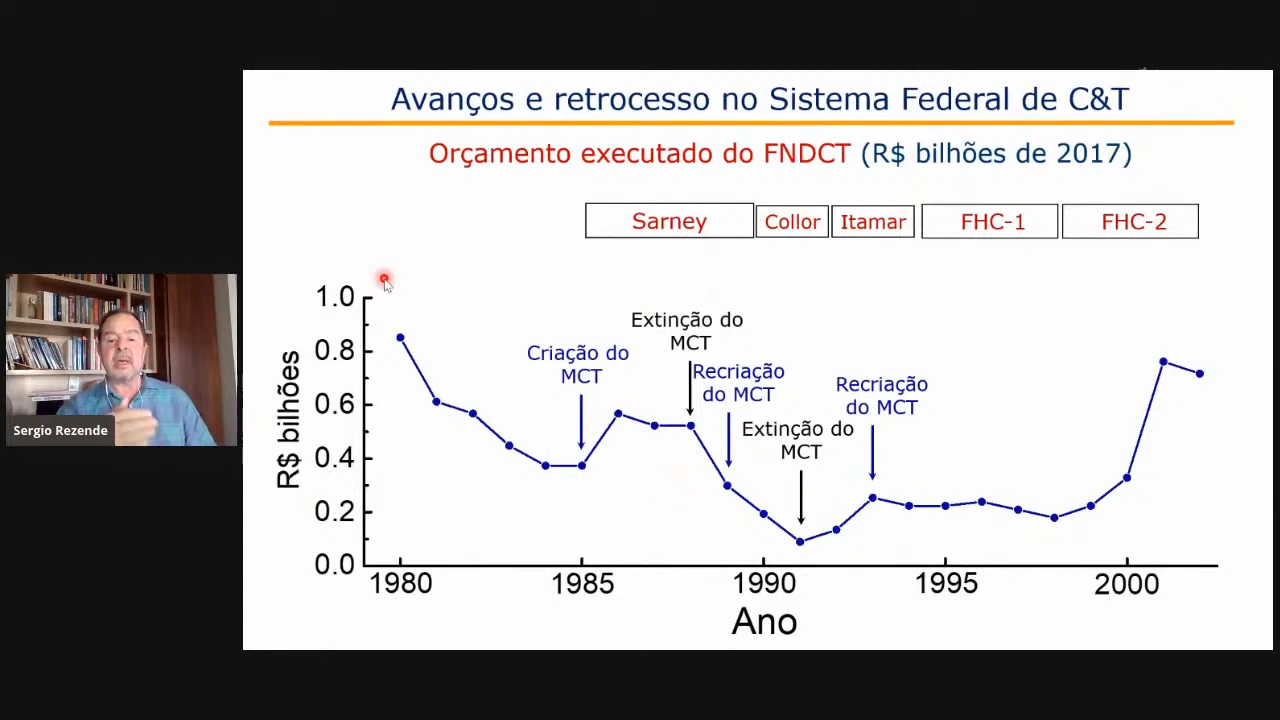 Avanços e retrocesso no Sistema Federal de C&T
Orçamento executado do FNDCT (R$ bilhões de 2017)
Sarney
Collor
Itamar
FHC-1
FHC-2
1.0
0.8
0.6
0.4
0.2
0.0
R$ bilhões
Criação do
MCT
Extinção do
MCT
Recriação
do MCT
Extinção do
MCT
Recriação
do MCT
1980
1985
1990
1995
2000
Ano
Sergio Rezende